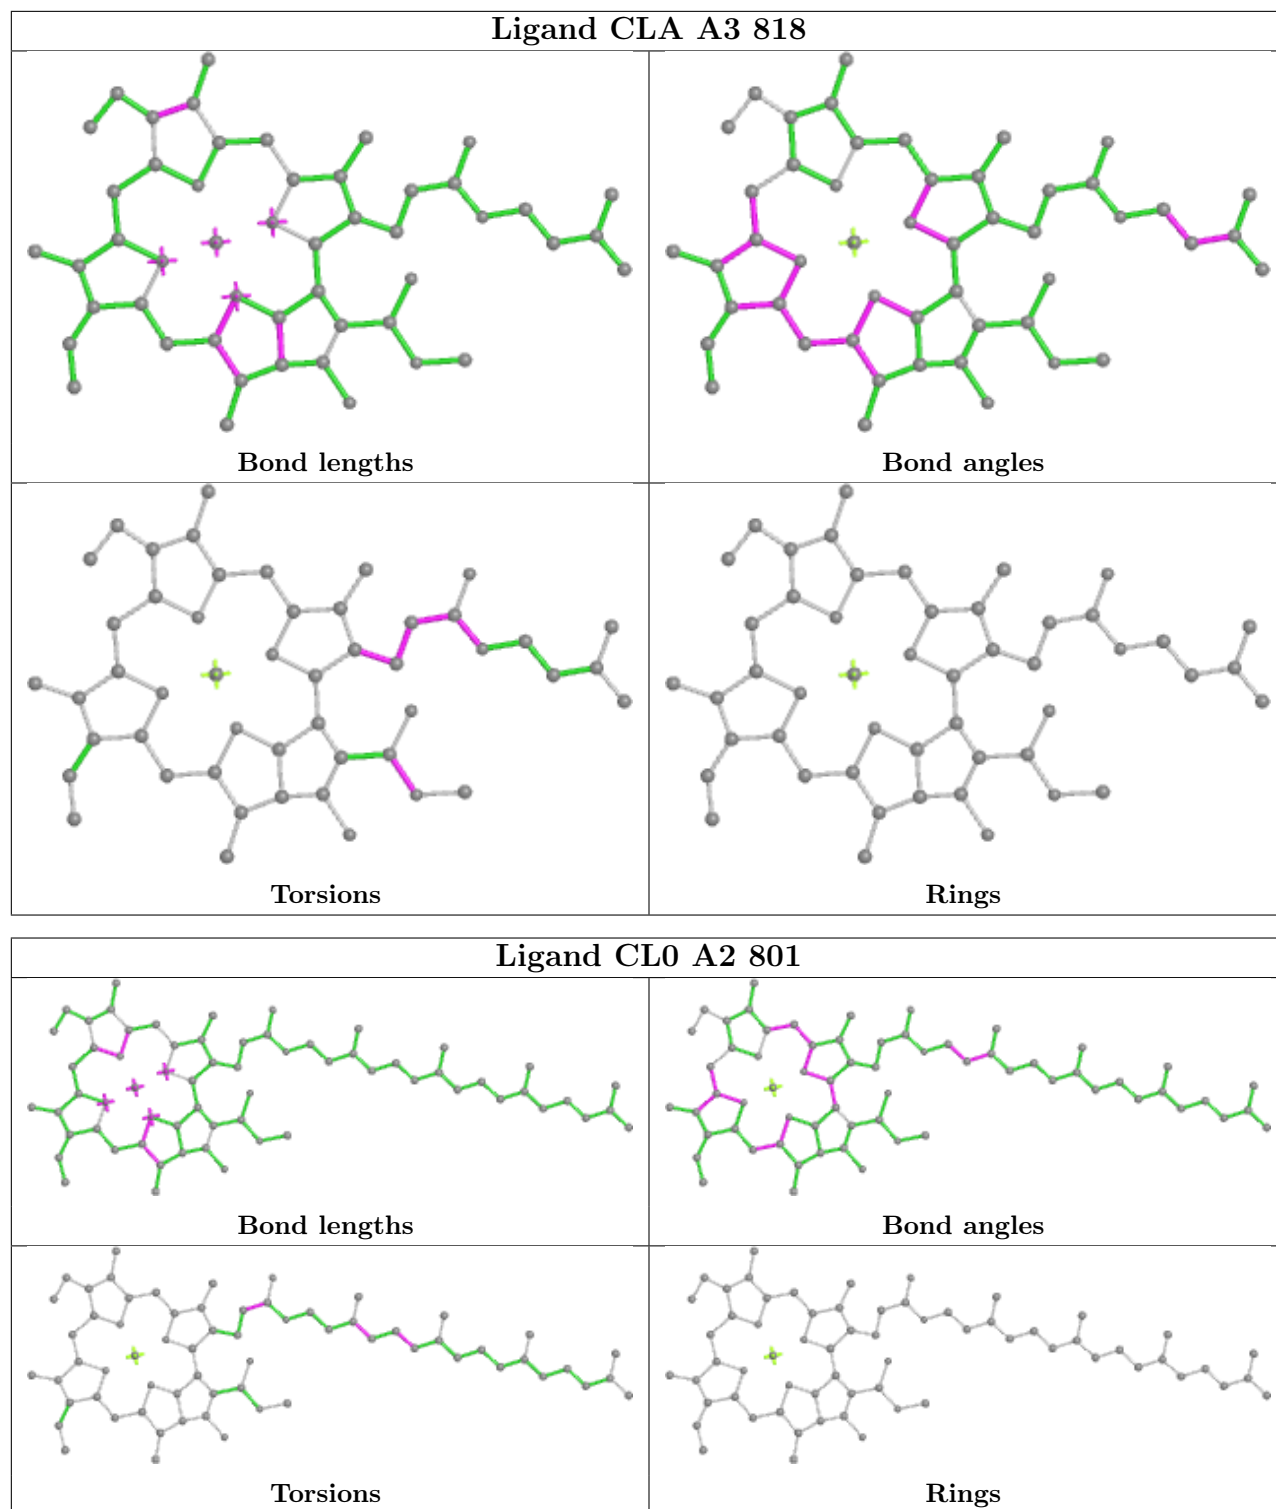 Ligand CLA A3 818
Bond lengths
Bond angles
Torsions
Rings
Ligand CL0 A2 801
Bond lengths
Bond angles
Torsions
Rings